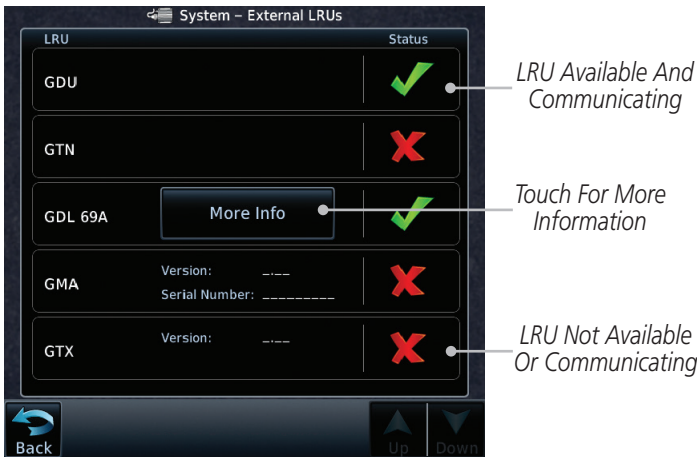 System – External LRUs
LRU
Status
GDU
LRU Available And
Communicating
GTN
GDL 69A
More Info
Touch For More
Information
GMA
Version: _.__
Serial Number: _________
GTX
Version: _.__
LRU Not Available
Or Communicating
Back
Up
Down